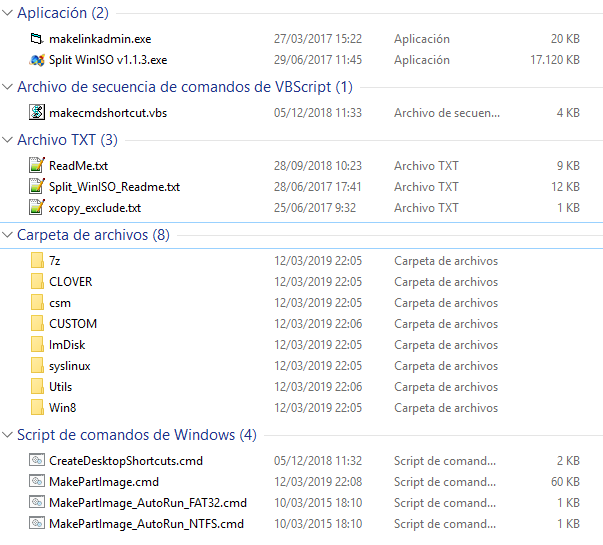 Aplicación (2)
makelinkadmin.exe 27/03/2017 15:22 Aplicación 20 KB
Split WinISO v1.1.3.exe 29/06/2017 11:45 Aplicación 17.120 KB
Archivo de secuencia de comandos de VBScript (1)
makecmdshortcut.vbs 05/12/2018 11:33 Archivo de secuen... 4 KB
Archivo TXT (3)
ReadMe.txt 28/09/2018 10:23 Archivo TXT 9 KB
Split_WinISO_Readme.txt 28/06/2017 17:41 Archivo TXT 12 KB
xcopy_exclude.txt 25/06/2017 9:32 Archivo TXT 1 KB
Carpeta de archivos (8)
7z 12/03/2019 22:05 Carpeta de archivos
CLOVER 12/03/2019 22:05 Carpeta de archivos
csm 12/03/2019 22:05 Carpeta de archivos
CUSTOM 12/03/2019 22:06 Carpeta de archivos
ImDisk 12/03/2019 22:05 Carpeta de archivos
syslinux 12/03/2019 22:05 Carpeta de archivos
Utils 12/03/2019 22:06 Carpeta de archivos
Win8 12/03/2019 22:05 Carpeta de archivos
Script de comandos de Windows (4)
CreateDesktopShortcuts.cmd 05/12/2018 11:32 Script de comand... 2 KB
MakePartImage.cmd 12/03/2019 22:08 Script de comand... 60 KB
MakePartImage_AutoRun_FAT32.cmd 10/03/2015 18:10 Script de comand... 1 KB
MakePartImage_AutoRun_NTFS.cmd 10/03/2015 18:10 Script de comand... 1 KB